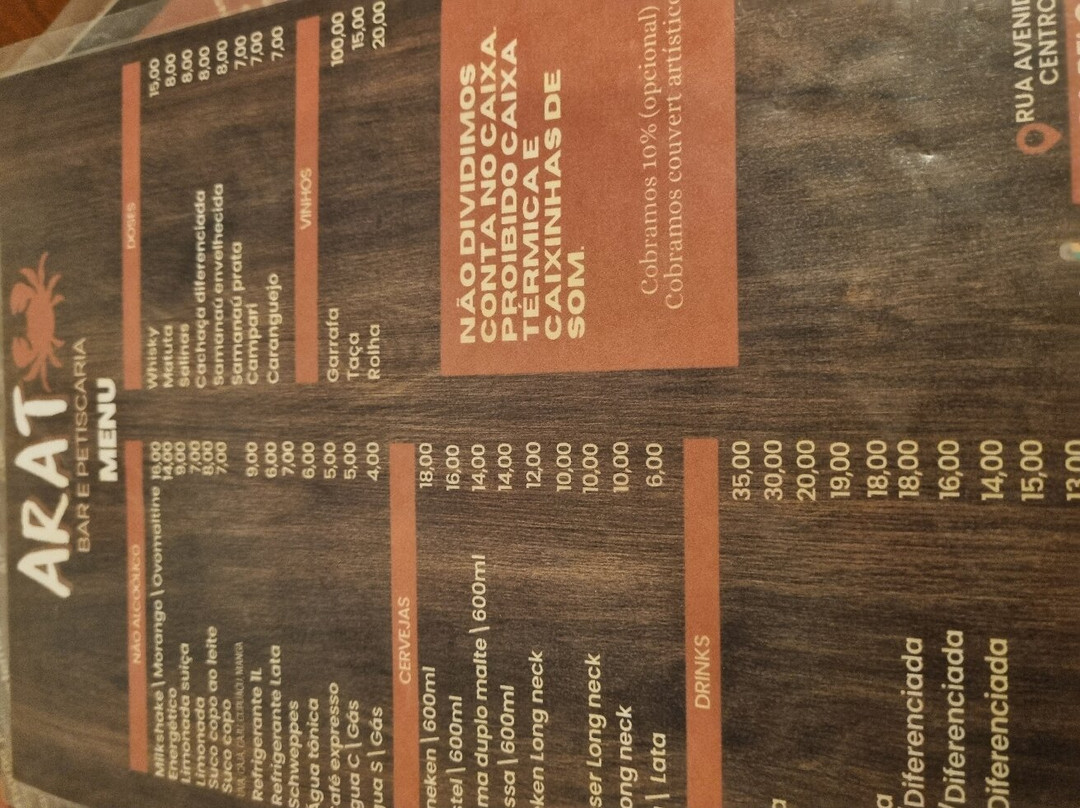 ARAT
BAR E PETISCARIA
MENU
NÃO ALCOÓLICO
Milkshake | Morango | Ovomaltine 16,00
Energético 14,00
Limonada suíça 9,00
Limonada 7,00
Suco copo ao leite 8,00
Suco copo 7,00
Refrigerante 1L 9,00
Refrigerante Lata 6,00
Schweppes 7,00
Água tônica 6,00
afé expresso 5,00
gua C | Gás 5,00
gua S | Gás 4,00
CERVEJAS
neken | 600ml 18,00
stel | 600ml 16,00
ma duplo malte | 600ml 14,00
ssa | 600ml 14,00
ken Long neck 12,00
10,00
ser Long neck 10,00
ong neck 10,00
| Lata 6,00
DRINKS
35,00
30,00
20,00
19,00
a 18,00
Diferenciada 18,00
Diferenciada 16,00
Diferenciada 14,00
15,00
13,00
DOSES
Whisky 15,00
Matuta 8,00
Salinas 8,00
Cachaça diferenciada 8,00
Samanaú envelhecida 8,00
Samanaú prata 7,00
Campari 7,00
Caranguejo 7,00
VINHOS
Garrafa 100,00
Taça 15,00
Rolha 20,00
NÃO DIVIDIMOS
CONTA NO CAIXA.
PROIBIDO CAIXA
TÉRMICA E
CAIXINHAS DE
SOM.
Cobramos 10% (opcional)
Cobramos couvert artístic
RUA AVENID
CENTRO